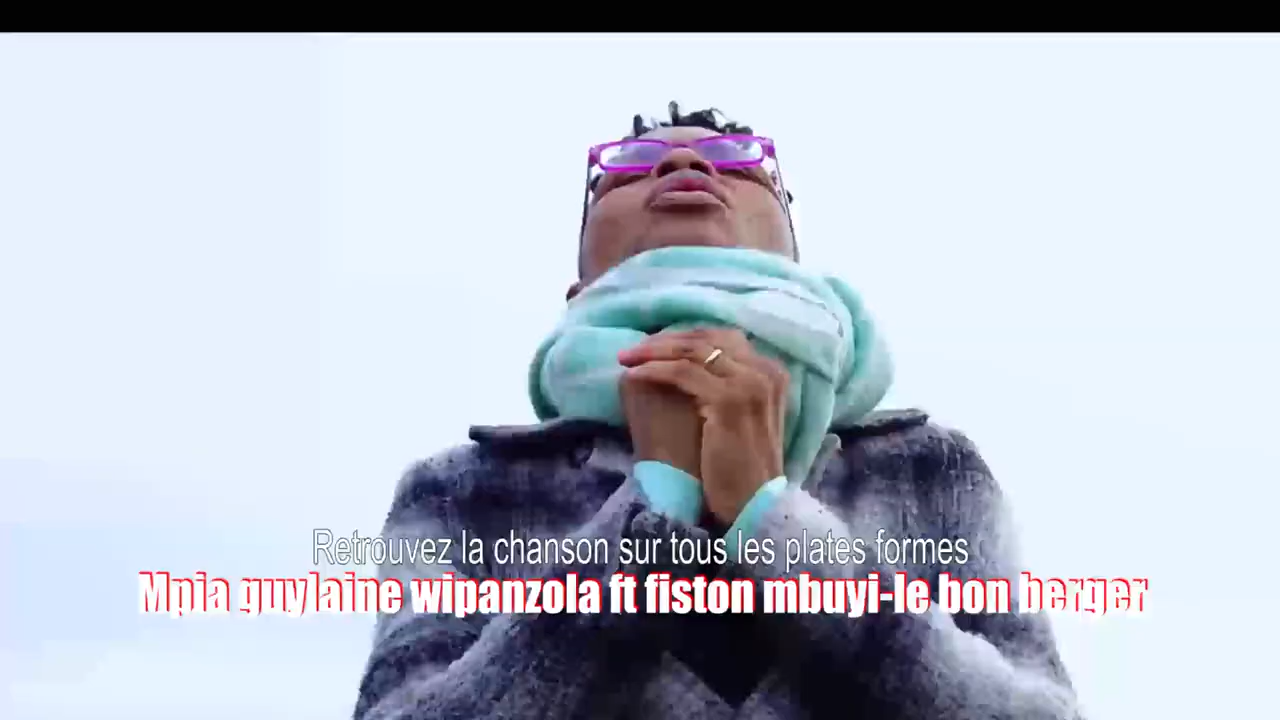 Retrouvez la chanson sur tous les plates formes
Mpia guylaine wipanzola ft fiston mbuyi-le bon berger